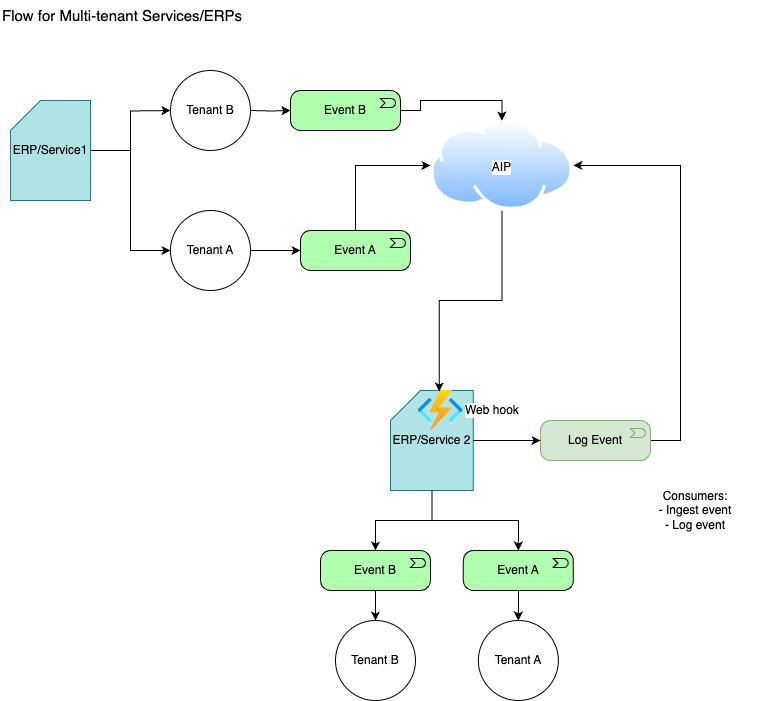 Flow for Multi-tenant Services/ERPs
Tenant B
Event B
ERP/Service1
AIP
Tenant A
Event A
Web hook
ERP/Service 2
Log Event
Consumers:
- Ingest event
- Log event
Event B
Event A
Tenant B
Tenant A